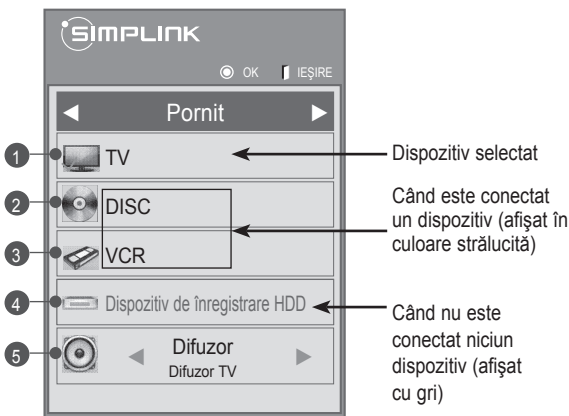 SIMPLINK
OK IEŞIRE
Pornit
1 TV
2 DISC
3 VCR
4 Dispozitiv de înregistrare HDD
5 Difuzor
Difuzor TV
Dispozitiv selectat
Când este conectat
un dispozitiv (afişat în
culoare strălucită)
Când nu este
conectat niciun
dispozitiv (afişat
cu gri)